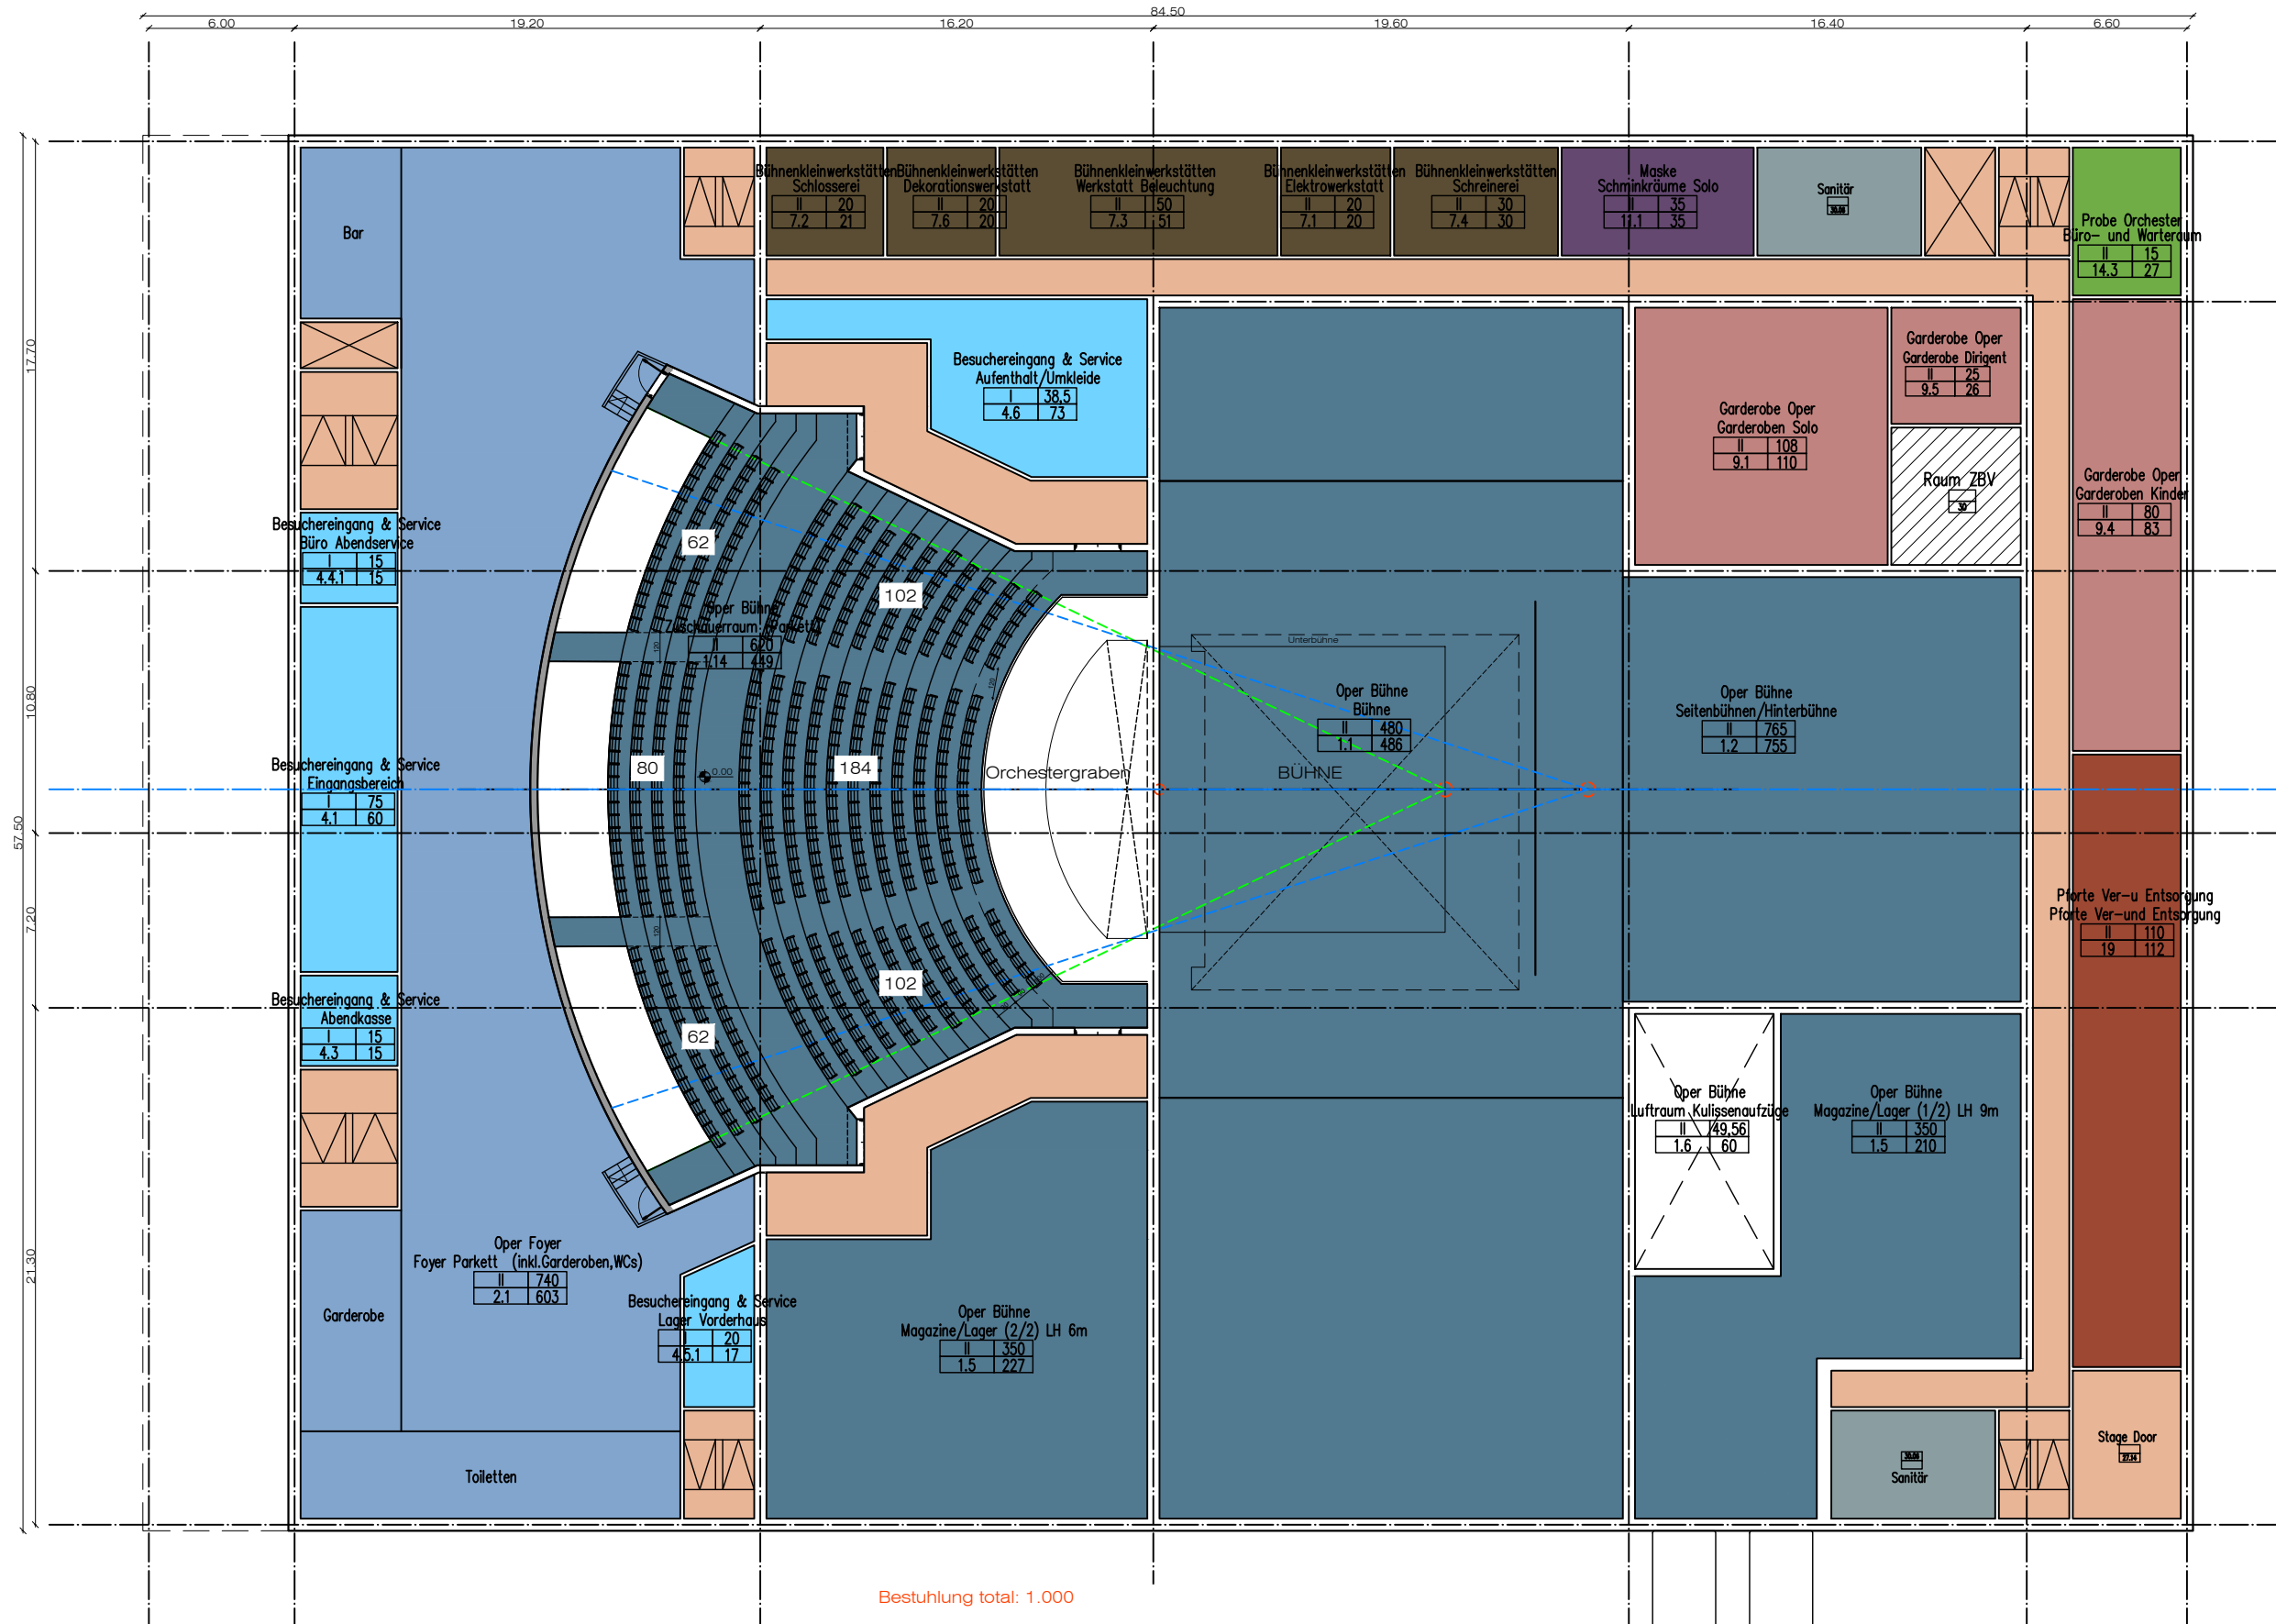 84.50
6.00 19.20 16.20 19.60 16.40 6.60
57.50
17.70
10.80
7.20
21.30
Bar
Bühnenkleinwerkstätten
Schlosserei
II 20
7.2 21
Bühnenkleinwerkstätten
Dekorationswerkstatt
II 20
7.6 20
Bühnenkleinwerkstätten
Werkstatt Beleuchtung
II 50
7.3 51
Bühnenkleinwerkstätten
Elektrowerkstatt
II 20
7.1 20
Bühnenkleinwerkstätten
Schreinerei
II 30
7.4 30
Maske
Schminkräume Solo
II 35
11.1 35
Sanitär
30.08
Probe Orchester
Büro- und Warteraum
II 15
14.3 27
Besuchereingang & Service
Aufenthalt/Umkleide
I 38.5
4.6 73
Garderobe Oper
Garderoben Solo
II 108
9.1 110
Garderobe Oper
Garderobe Dirigent
II 25
9.5 26
Raum ZBV
30
Garderobe Oper
Garderoben Kinder
II 80
9.4 83
Besuchereingang & Service
Büro Abendservice
I 15
4.4.1 15
62
102
Oper Bühne
Zuschauerraum (Parkett)
II 620
1.14 449
120
120
Unterbühne
Oper Bühne
Bühne
II 480
1.1 486
Oper Bühne
Seitenbühnen/Hinterbühne
II 765
1.2 755
Besuchereingang & Service
Eingangsbereich
I 75
4.1 60
80
0.00
184
Orchestergraben
BÜHNE
Pforte Ver-u Entsorgung
Pforte Ver-und Entsorgung
II 110
19 112
120
102
62
Besuchereingang & Service
Abendkasse
I 15
4.3 15
Oper Bühne
Luftraum Kulissenaufzüge
II 49.56
1.6 60
Oper Bühne
Magazine/Lager (1/2) LH 9m
II 350
1.5 210
Oper Foyer
Foyer Parkett (inkl.Garderoben,WCs)
II 740
2.1 603
Garderobe
Besuchereingang & Service
Lager Vorderhaus
I 20
4.5.1 17
Oper Bühne
Magazine/Lager (2/2) LH 6m
II 350
1.5 227
Toiletten
30.08
Sanitär
Stage Door
27.14
Bestuhlung total: 1.000